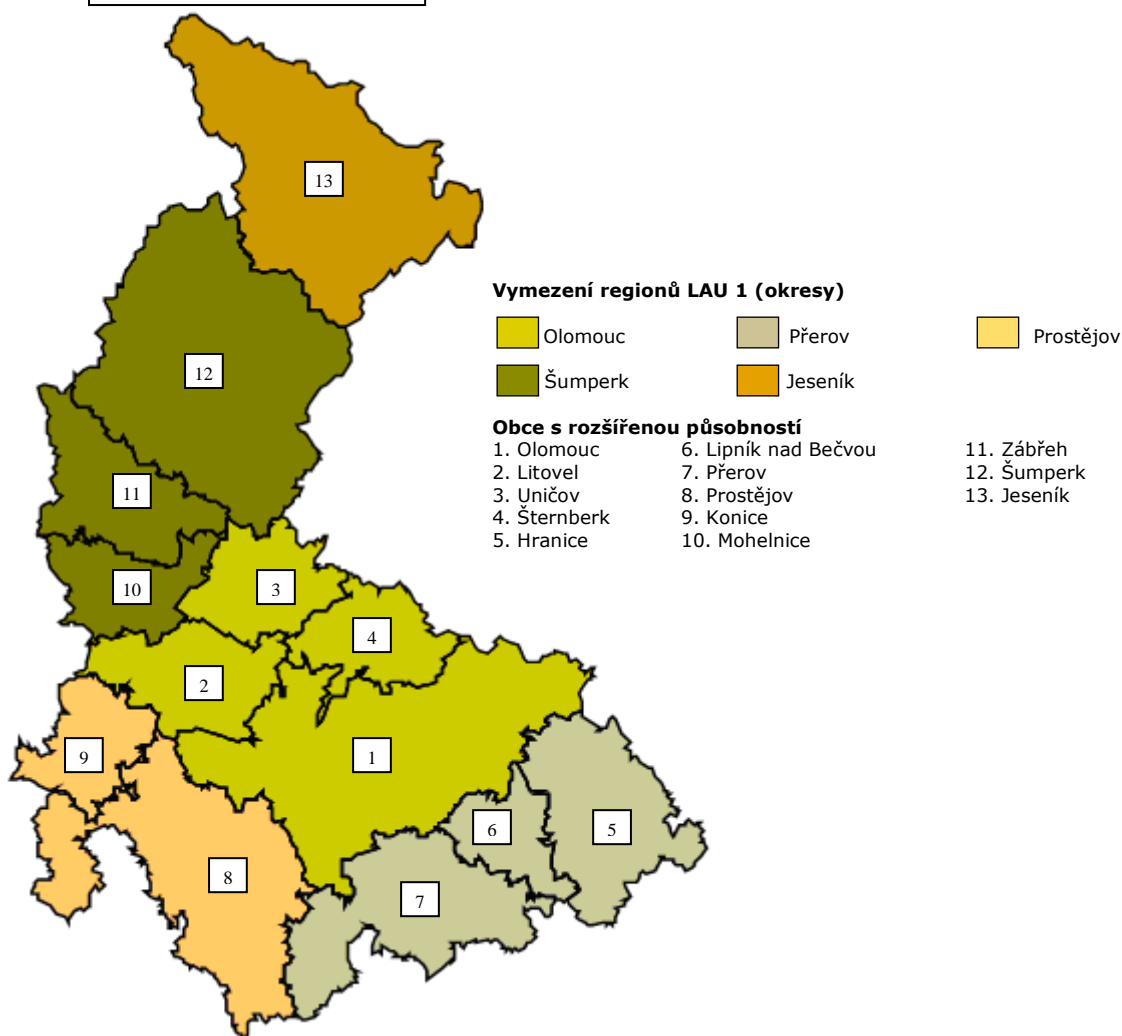 13
12
11
10
3
4
2
9
1
6
5
8
7
Vymezení regionů LAU 1 (okresy)
Olomouc Přerov Prostějov
Šumperk Jeseník
Obce s rozšířenou působností
1. Olomouc 6. Lipník nad Bečvou 11. Zábřeh
2. Litovel 7. Přerov 12. Šumperk
3. Uničov 8. Prostějov 13. Jeseník
4. Šternberk 9. Konice
5. Hranice 10. Mohelnice